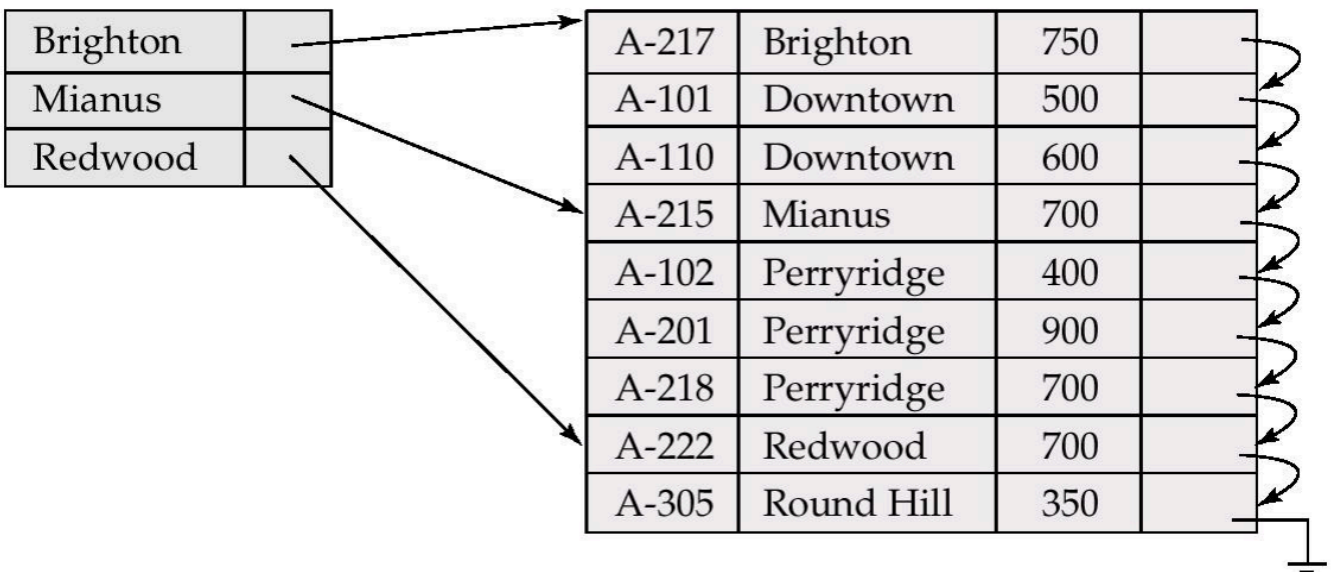 Brighton
Mianus
Redwood
A-217 Brighton 750
A-101 Downtown 500
A-110 Downtown 600
A-215 Mianus 700
A-102 Perryridge 400
A-201 Perryridge 900
A-218 Perryridge 700
A-222 Redwood 700
A-305 Round Hill 350